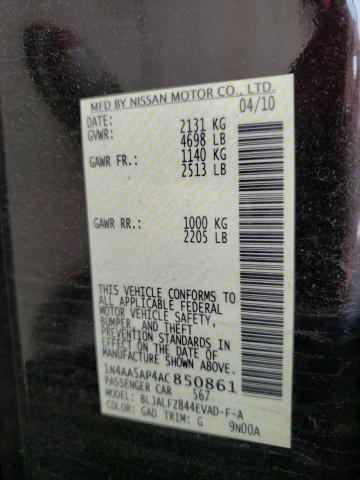 MFD BY NISSAN MOTOR CO., LTD.
DATE: 04/10
GVWR: 2131 KG
4698 LB
GAWR FR.: 1140 KG
2513 LB
GAWR RR.: 1000 KG
2205 LB
THIS VEHICLE CONFORMS TO
ALL APPLICABLE FEDERAL
MOTOR VEHICLE SAFETY,
BUMPER, AND THEFT
PREVENTION STANDARDS IN
EFFECT ON THE DATE OF
MANUFACTURE SHOWN ABOVE.
1N4AA5AP4AC850861
PASSENGER CAR S67
MODEL: BLJALFZ844EVAD-F-A
COLOR: GAD TRIM: G 9N00A